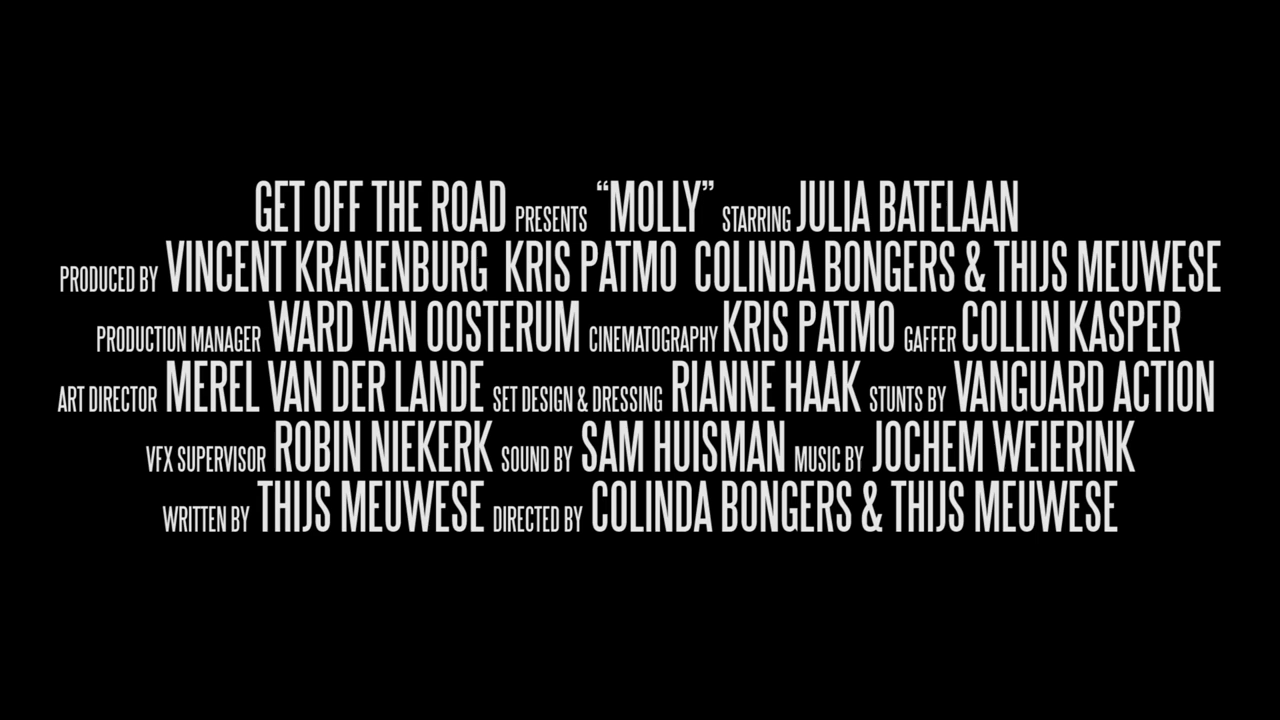 GET OFF THE ROAD PRESENTS “MOLLY” STARRING JULIA BATELAAN
PRODUCED BY VINCENT KRANENBURG KRIS PATMO COLINDA BONGERS & THIJS MEUWESE
PRODUCTION MANAGER WARD VAN OOSTERUM CINEMATOGRAPHY KRIS PATMO GAFFER COLLIN KASPER
ART DIRECTOR MEREL VAN DER LANDE SET DESIGN & DRESSING RIANNE HAAK STUNTS BY VANGUARD ACTION
VFX SUPERVISOR ROBIN NIEKERK SOUND BY SAM HUISMAN MUSIC BY JOCHEM WEIERINK
WRITTEN BY THIJS MEUWESE DIRECTED BY COLINDA BONGERS & THIJS MEUWESE